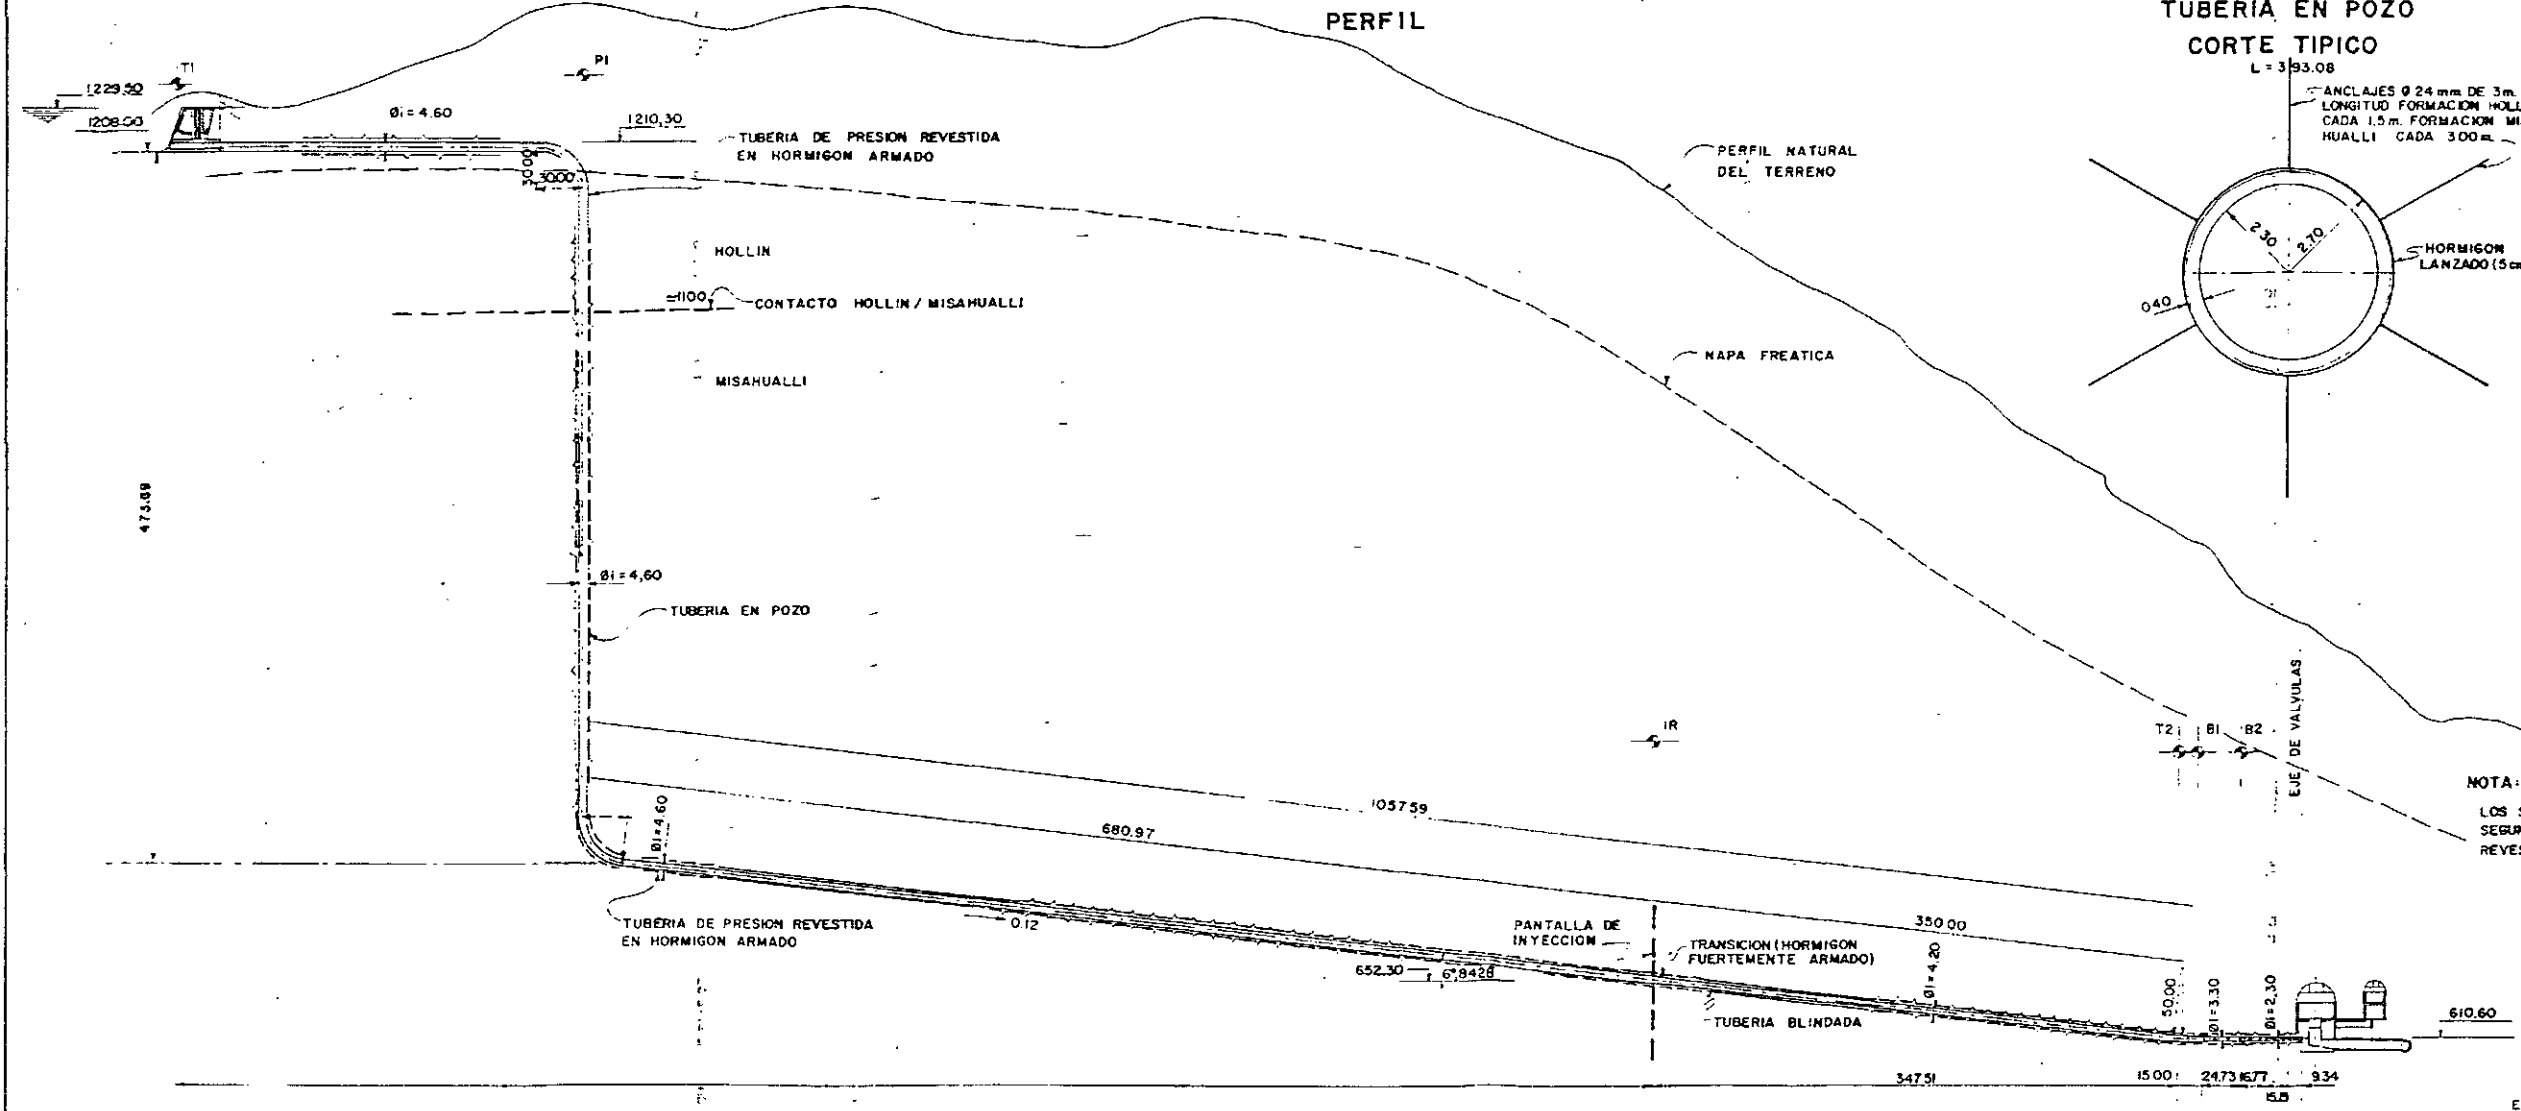 PERFIL
TUBERIA EN POZO
CORTE TIPICO
L = 393.08
ANCLAJES Ø 24 mm DE 3m.
LONGITUD FORMACION
CADA 1.5 m. FORMACION
HUALLI CADA 3.00 m.
2.30
2.70
0.40
HORMIGON
LANZADO (5
T1
P1
1229.50
1208.00
Øi = 4.60
1210,30
TUBERIA DE PRESION REVESTIDA
EN HORMIGON ARMADO
30.00
30.00
PERFIL NATURAL
DEL TERRENO
HOLLIN
≈1100
CONTACTO HOLLIN / MISAHUALLI
MISAHUALLI
NAPA FREATICA
473.69
Øi = 4,60
TUBERIA EN POZO
IR
T2
B1
B2
EJE DE VALVULAS
NOTA:
LOS
1057.59
680.97
Øi = 4.60
TUBERIA DE PRESION REVESTIDA
EN HORMIGON ARMADO
0.12
652.30
6°.8428
PANTALLA DE
INYECCION
TRANSICION (HORMIGON
FUERTEMENTE ARMADO)
TUBERIA BLINDADA
350.00
Øi = 4.20
50.00
Øi = 3.30
Øi = 2.30
610.60
347.51
15.00
24.73
16.77
9.34